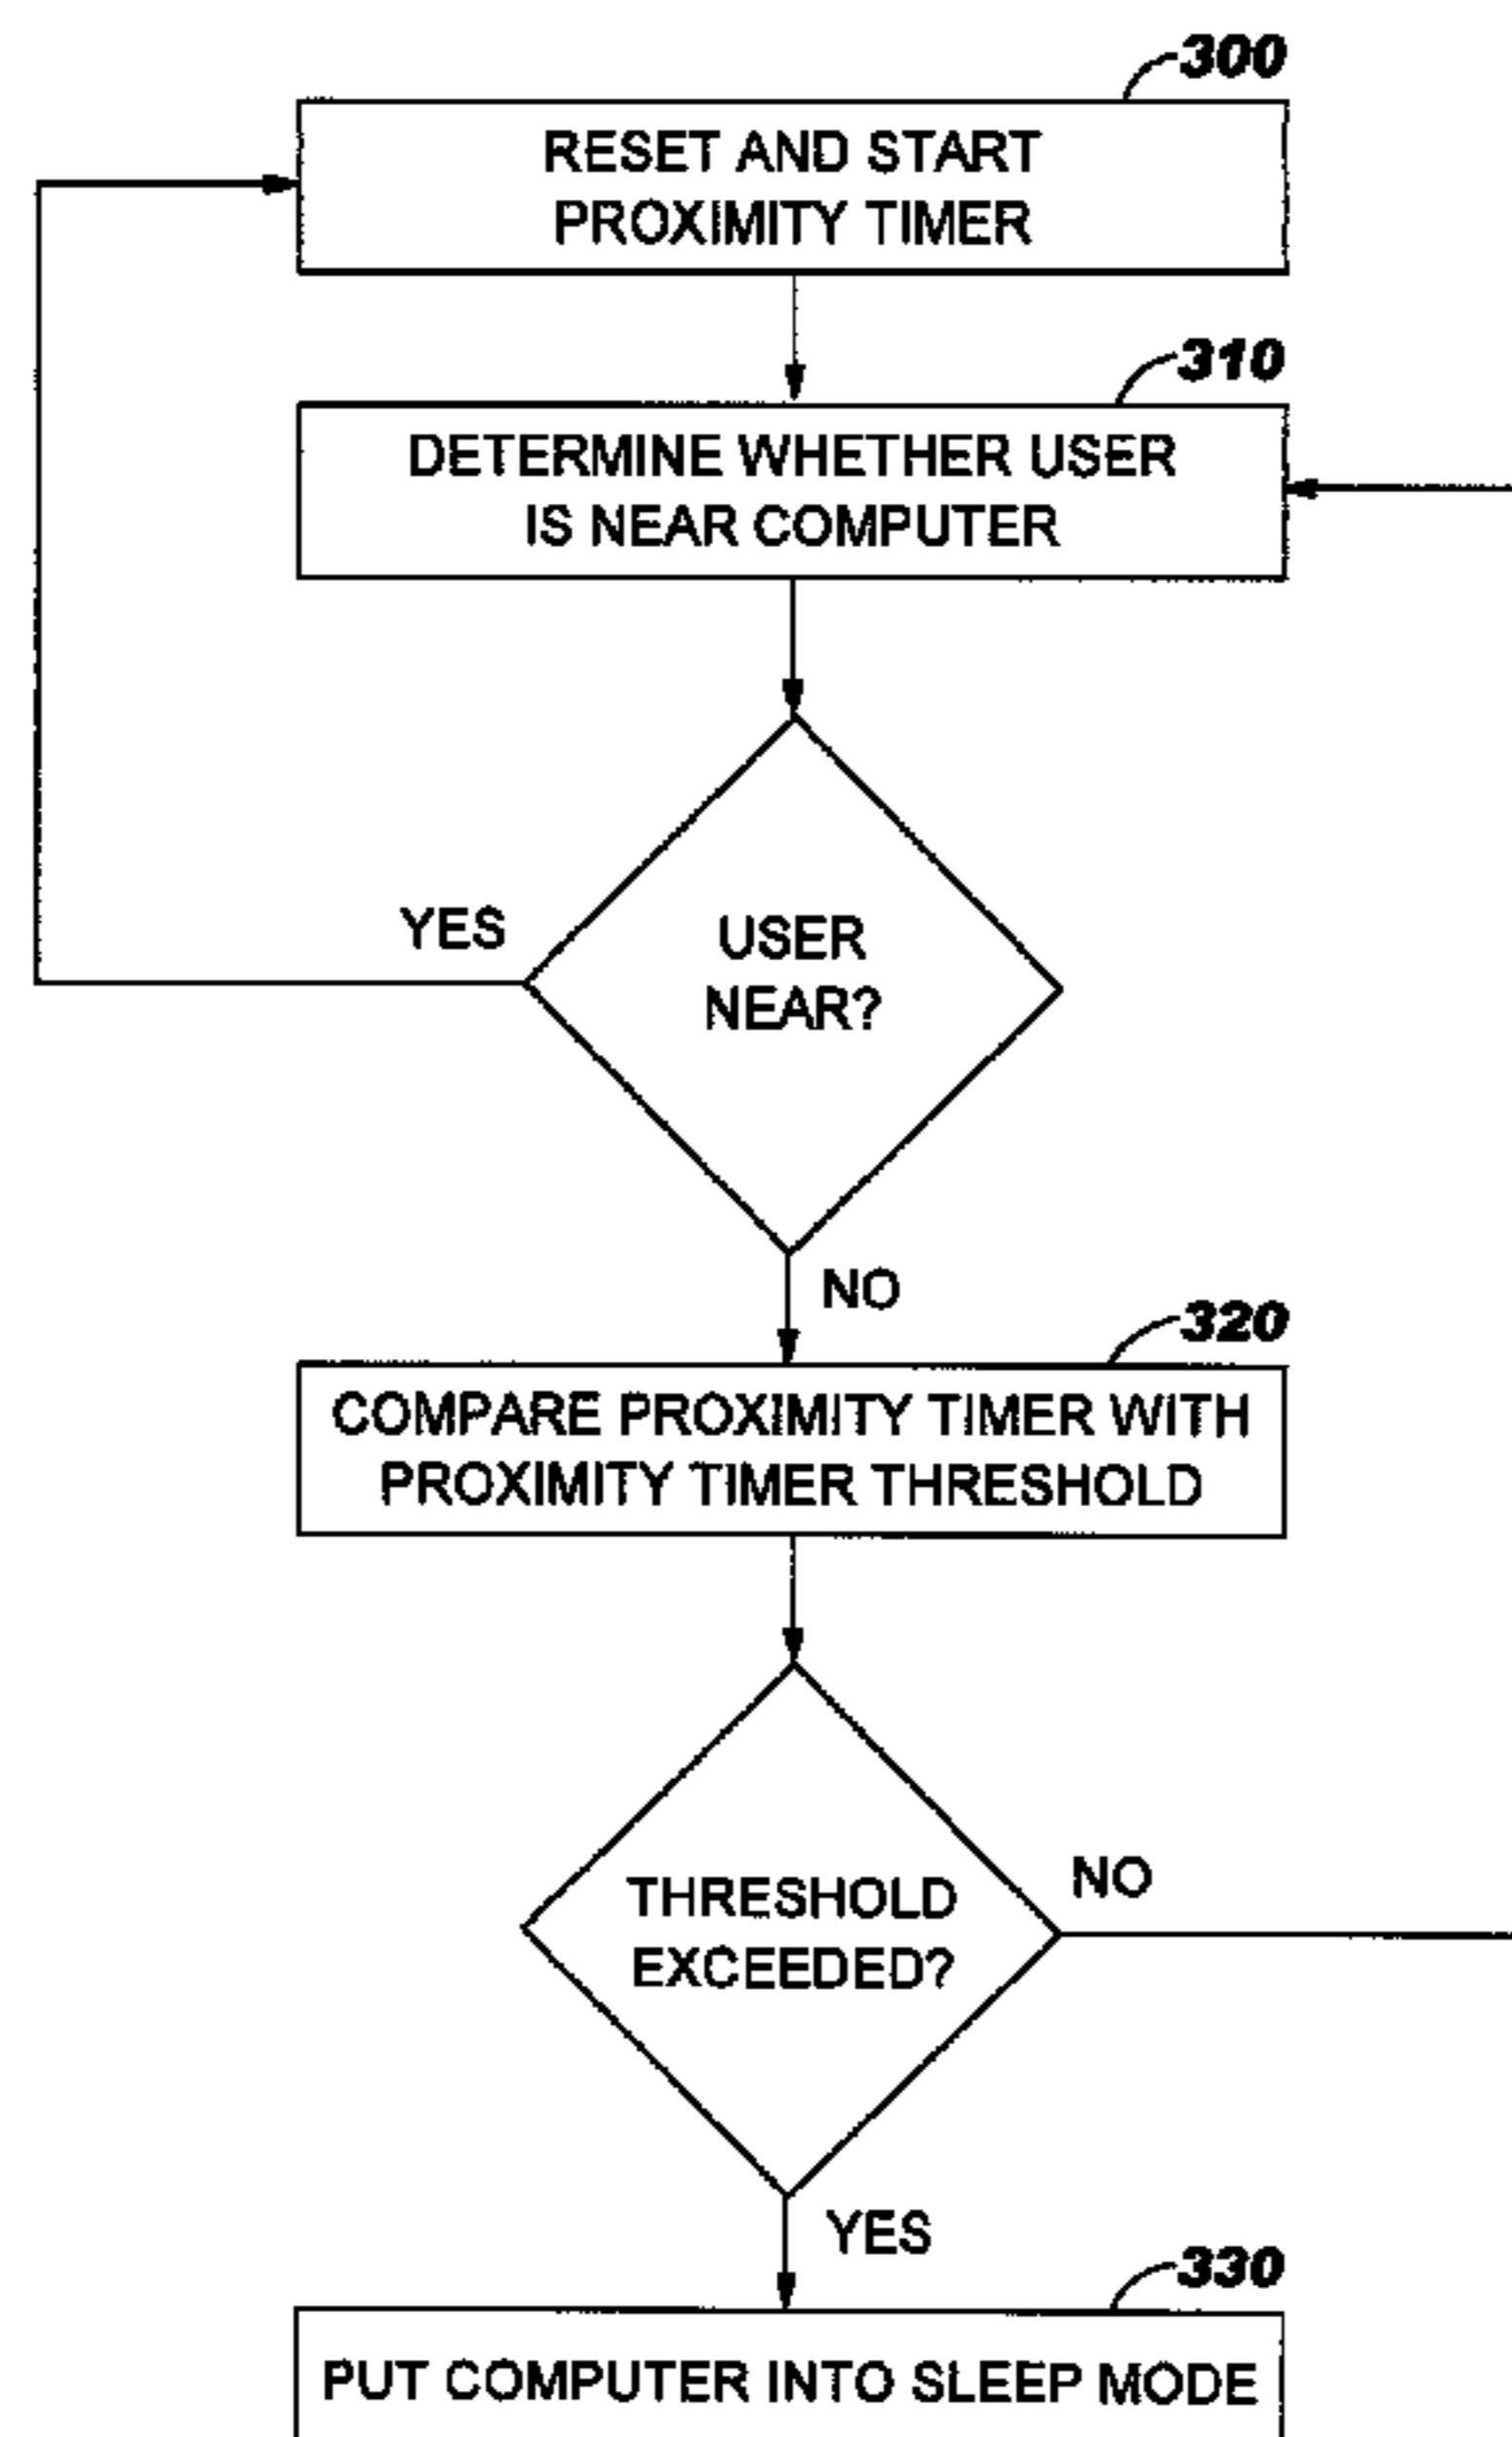 300
RESET AND START
PROXIMITY TIMER
310
DETERMINE WHETHER USER
IS NEAR COMPUTER
YES
USER
NEAR?
NO
320
COMPARE PROXIMITY TIMER WITH
PROXIMITY TIMER THRESHOLD
NO
THRESHOLD
EXCEEDED?
YES
330
PUT COMPUTER INTO SLEEP MODE